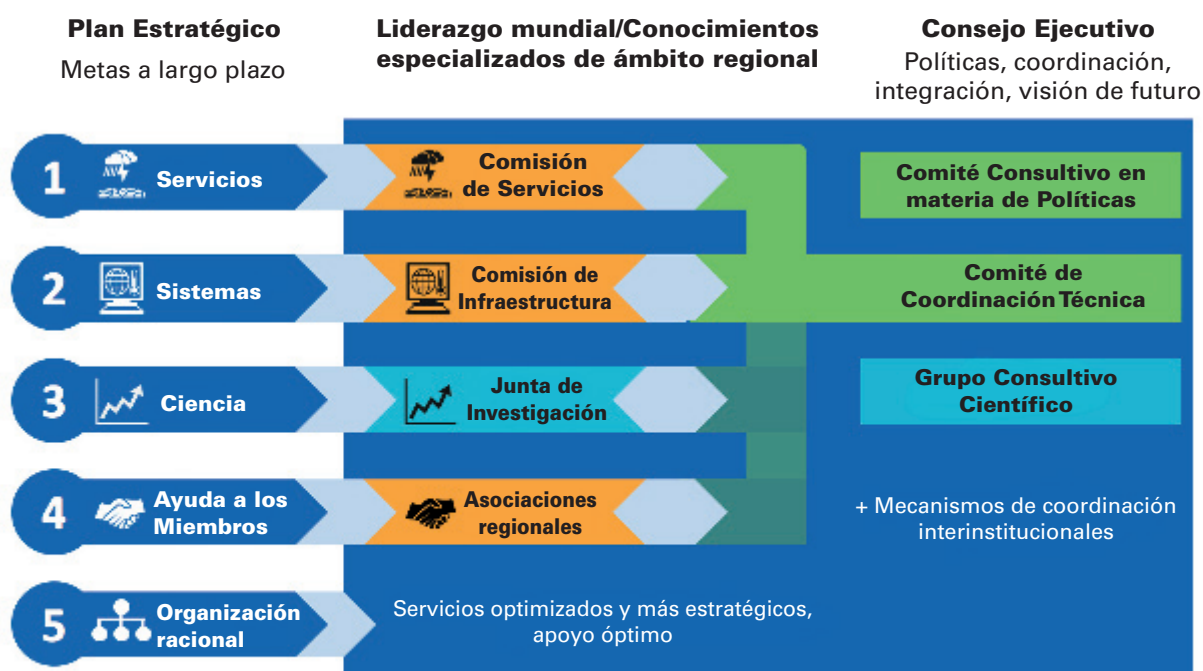 Plan Estratégico
Metas a largo plazo
Liderazgo mundial/Conocimientos
especializados de ámbito regional
Consejo Ejecutivo
Políticas, coordinación,
integración, visión de futuro
1
Servicios
Comisión
de Servicios
Comité Consultivo en
materia de Políticas
2
Sistemas
Comisión de
Infraestructura
Comité de
Coordinación Técnica
3
Ciencia
Junta de
Investigación
Grupo Consultivo
Científico
4
Ayuda a los
Miembros
Asociaciones
regionales
+ Mecanismos de coordinación
interinstitucionales
5
Organización
racional
Servicios optimizados y más estratégicos,
apoyo óptimo